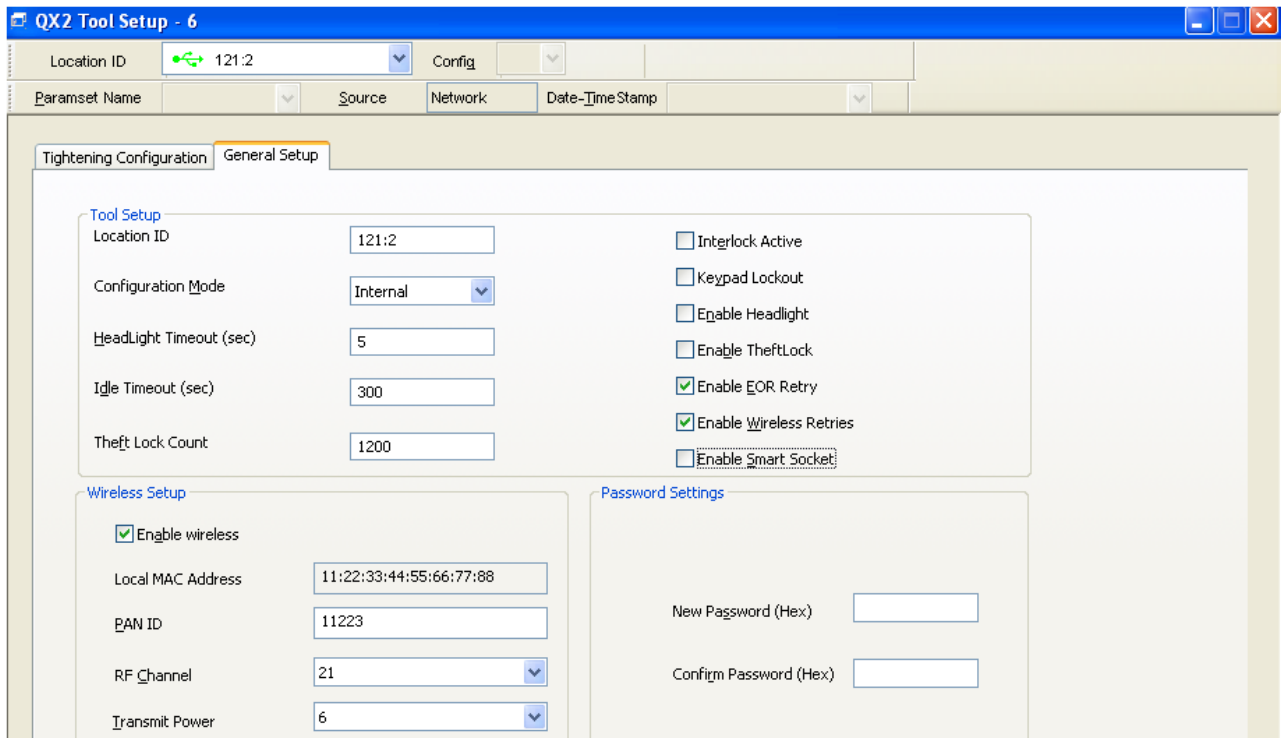 QX2 Tool Setup - 6
Location ID 121:2 Config
Paramset Name Source Network Date-TimeStamp
Tightening Configuration General Setup
Tool Setup
Location ID 121:2 Interlock Active
Configuration Mode Internal Keypad Lockout
Enable Headlight
HeadLight Timeout (sec) 5
Enable TheftLock
Idle Timeout (sec) 300 Enable EOR Retry
Enable Wireless Retries
Theft Lock Count 1200
Enable Smart Socket
Wireless Setup Password Settings
Enable wireless
Local MAC Address 11:22:33:44:55:66:77:88
PAN ID 11223 New Password (Hex)
RF Channel 21 Confirm Password (Hex)
Transmit Power 6